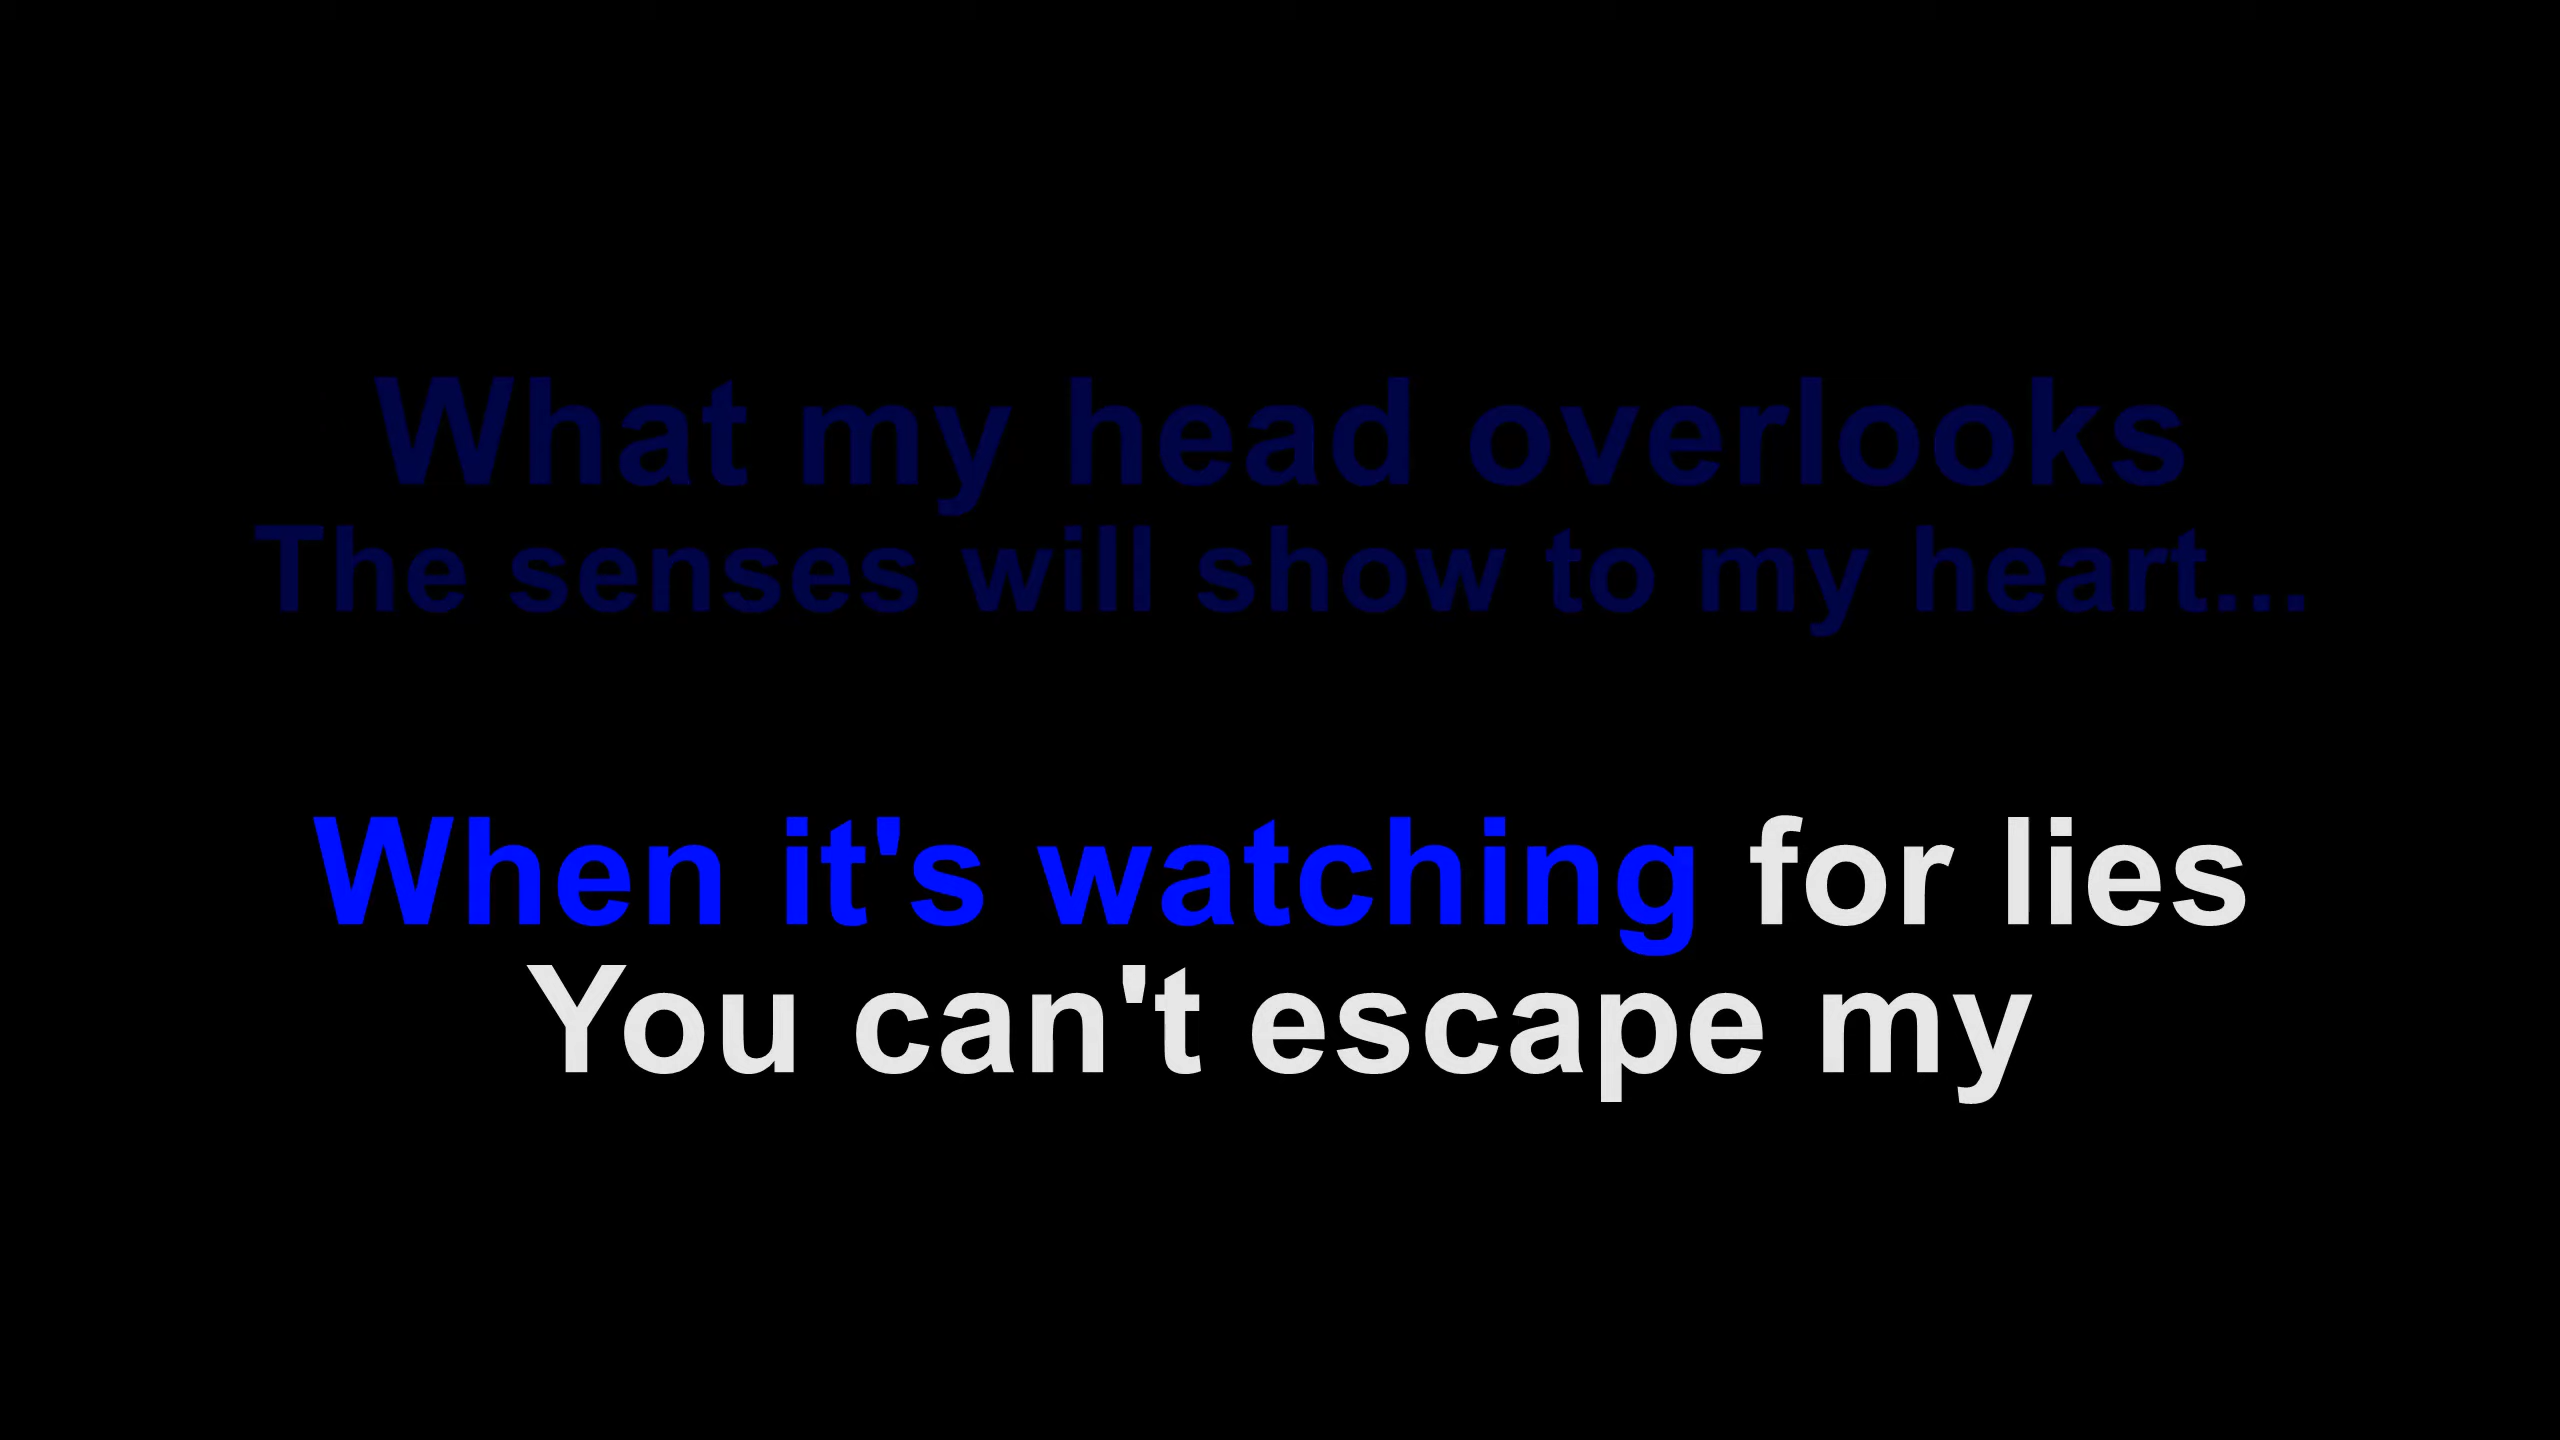 What my head overlooks
The senses will show to my heart...
When it's watching for lies
You can't escape my